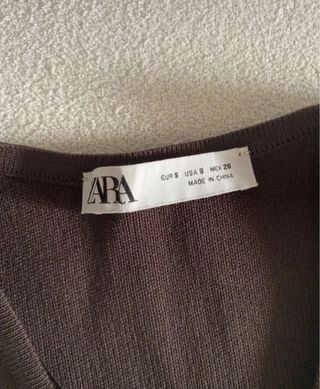 ZARA
EUR S USA S MEX 26
MADE IN CHINA